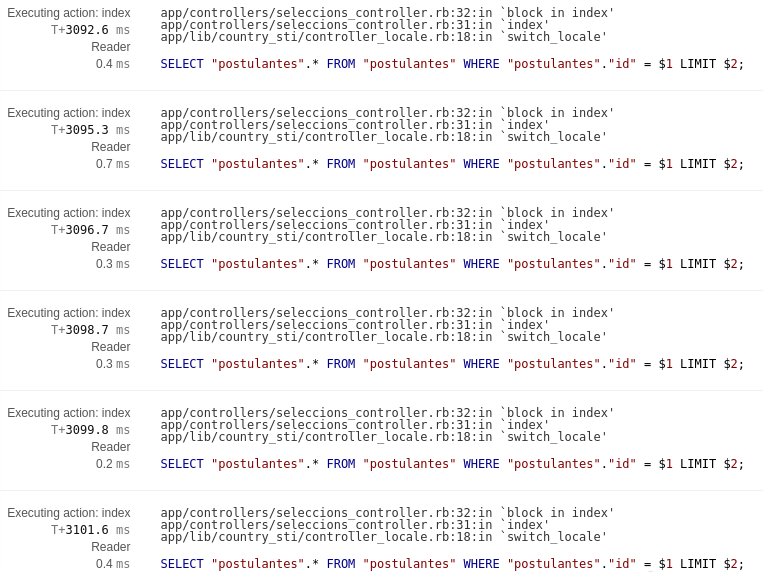 Executing action: index
T+3092.6 ms
Reader
0.4 ms
app/controllers/seleccions_controller.rb:32:in `block in index'
app/controllers/seleccions_controller.rb:31:in `index'
app/lib/country_sti/controller_locale.rb:18:in `switch_locale'
SELECT "postulantes".* FROM "postulantes" WHERE "postulantes"."id" = $1 LIMIT $2;
Executing action: index
T+3095.3 ms
Reader
0.7 ms
app/controllers/seleccions_controller.rb:32:in `block in index'
app/controllers/seleccions_controller.rb:31:in `index'
app/lib/country_sti/controller_locale.rb:18:in `switch_locale'
SELECT "postulantes".* FROM "postulantes" WHERE "postulantes"."id" = $1 LIMIT $2;
Executing action: index
T+3096.7 ms
Reader
0.3 ms
app/controllers/seleccions_controller.rb:32:in `block in index'
app/controllers/seleccions_controller.rb:31:in `index'
app/lib/country_sti/controller_locale.rb:18:in `switch_locale'
SELECT "postulantes".* FROM "postulantes" WHERE "postulantes"."id" = $1 LIMIT $2;
Executing action: index
T+3098.7 ms
Reader
0.3 ms
app/controllers/seleccions_controller.rb:32:in `block in index'
app/controllers/seleccions_controller.rb:31:in `index'
app/lib/country_sti/controller_locale.rb:18:in `switch_locale'
SELECT "postulantes".* FROM "postulantes" WHERE "postulantes"."id" = $1 LIMIT $2;
Executing action: index
T+3099.8 ms
Reader
0.2 ms
app/controllers/seleccions_controller.rb:32:in `block in index'
app/controllers/seleccions_controller.rb:31:in `index'
app/lib/country_sti/controller_locale.rb:18:in `switch_locale'
SELECT "postulantes".* FROM "postulantes" WHERE "postulantes"."id" = $1 LIMIT $2;
Executing action: index
T+3101.6 ms
Reader
0.4 ms
app/controllers/seleccions_controller.rb:32:in `block in index'
app/controllers/seleccions_controller.rb:31:in `index'
app/lib/country_sti/controller_locale.rb:18:in `switch_locale'
SELECT "postulantes".* FROM "postulantes" WHERE "postulantes"."id" = $1 LIMIT $2;